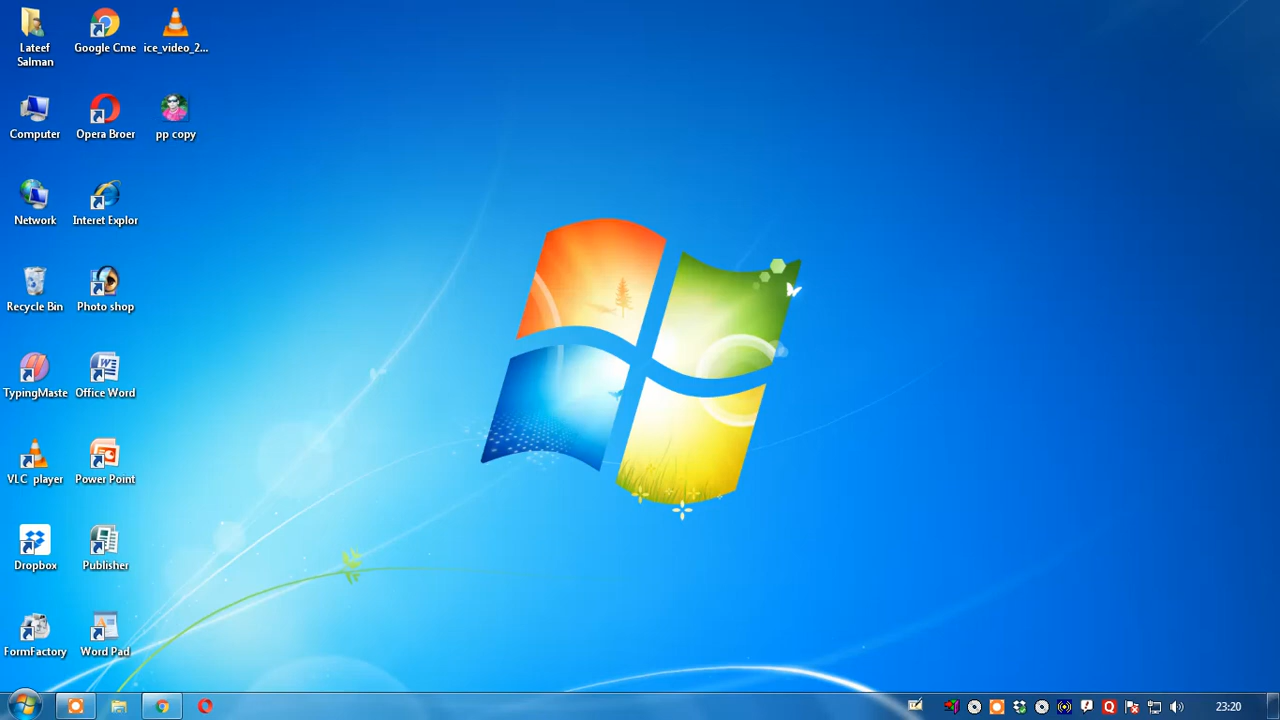 Lateef
Salman
Google Cme
ice_video_2...
Computer
Opera Broer
pp copy
Network
Interet Explor
Recycle Bin
Photo shop
TypingMaste
Office Word
VLC player
Power Point
Dropbox
Publisher
FormFactory
Word Pad
23:20